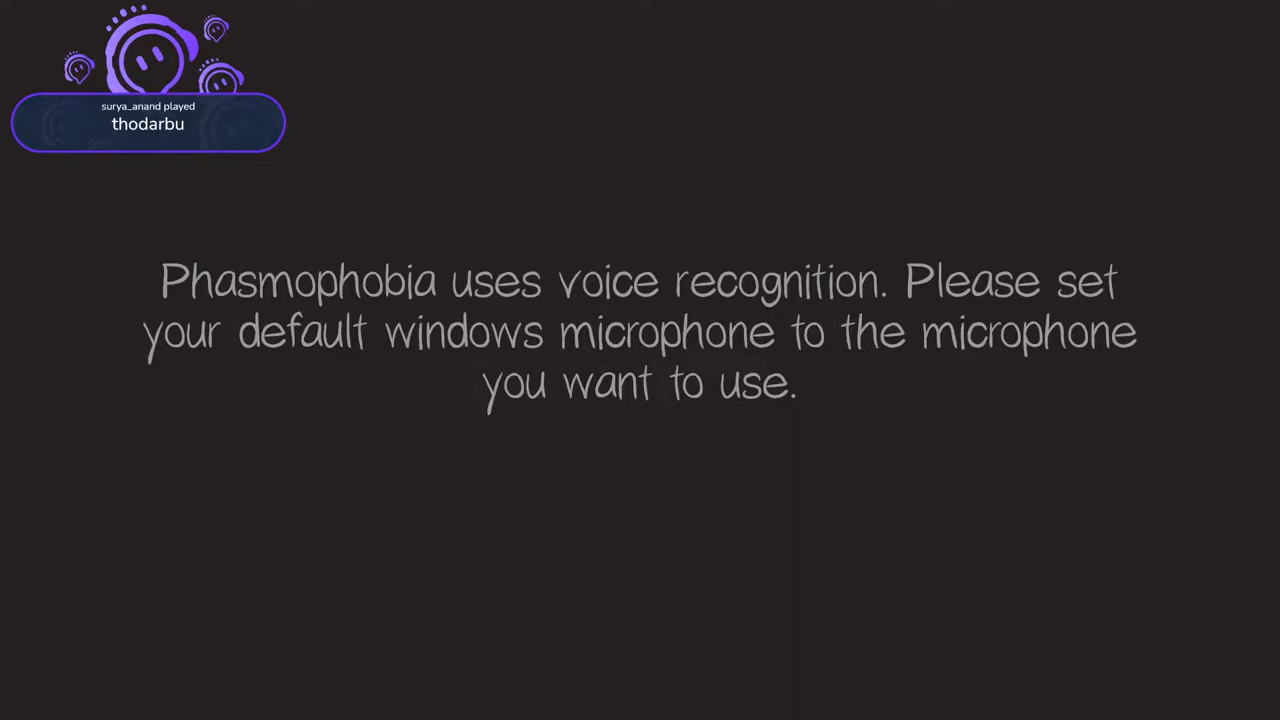 surya_anand played
thodarbu
Phasmophobia uses voice recognition. Please set
your default windows microphone to the microphone
you want to use.